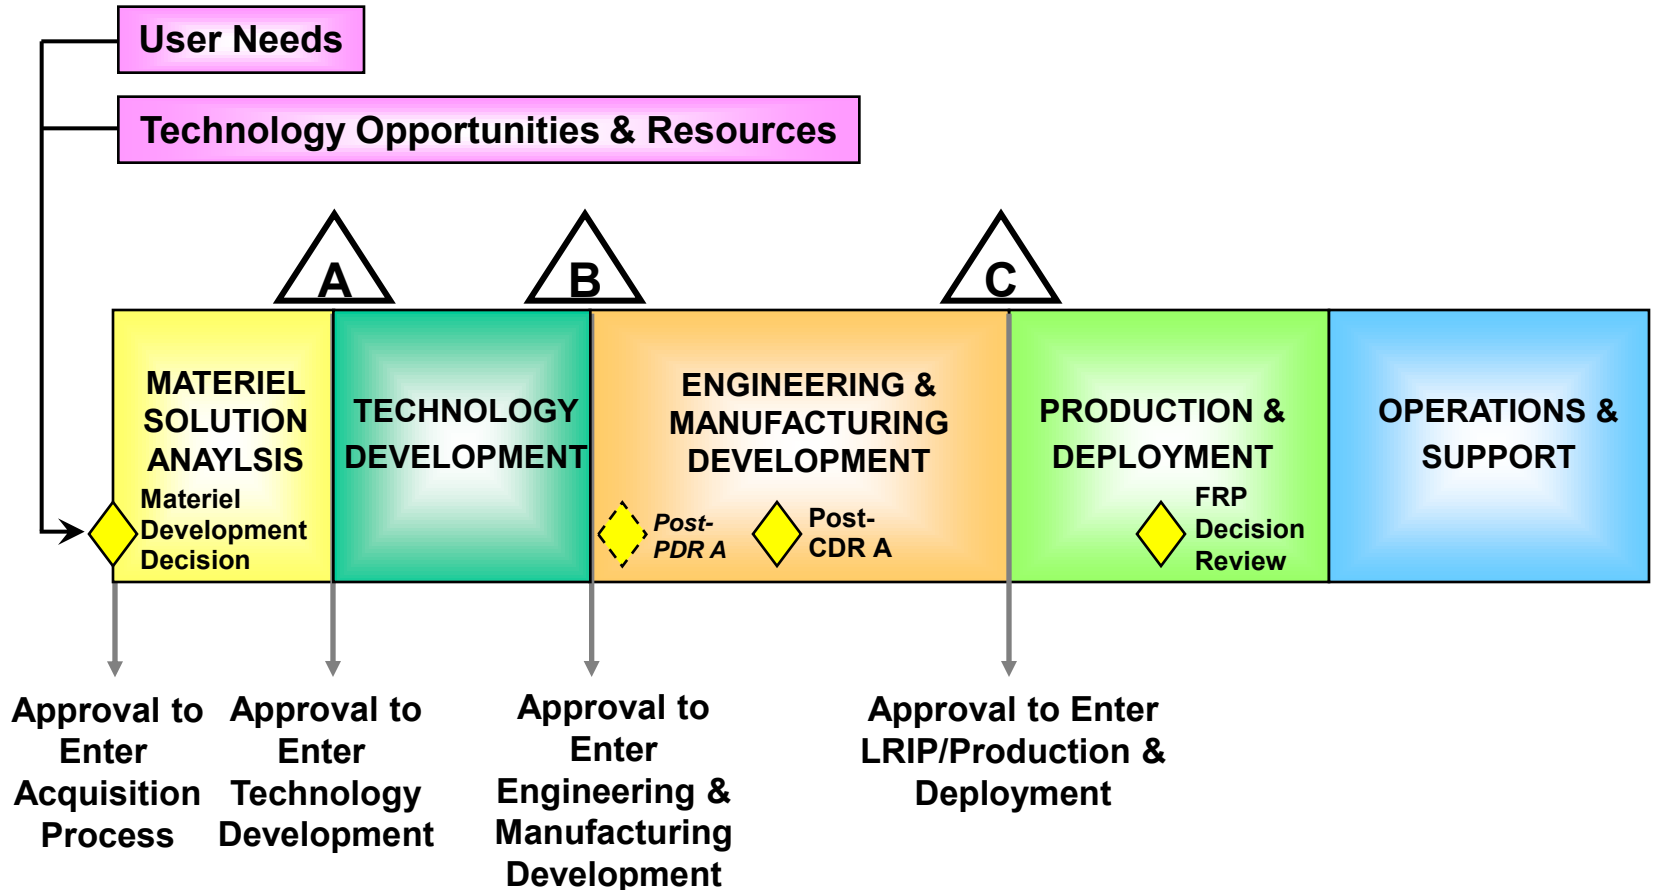 User Needs
Technology Opportunities & Resources
A
B
C
MATERIEL
SOLUTION
ANAYLSIS
Materiel
Development
Decision
TECHNOLOGY
DEVELOPMENT
ENGINEERING &
MANUFACTURING
DEVELOPMENT
Post-
PDR A
Post-
CDR A
PRODUCTION &
DEPLOYMENT
FRP
Decision
Review
OPERATIONS &
SUPPORT
Approval to
Enter
Acquisition
Process
Approval to
Enter
Technology
Development
Approval to
Enter
Engineering &
Manufacturing
Development
Approval to Enter
LRIP/Production &
Deployment